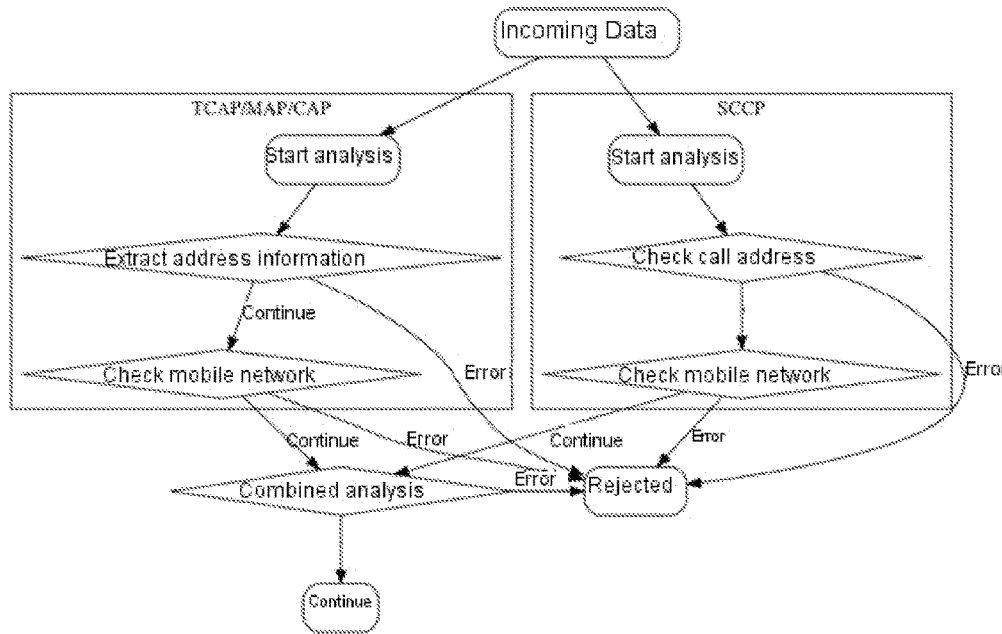 Incoming Data
TCAP/MAP/CAP
SCCP
Start analysis
Start analysis
Extract address information
Check call address
Continue
Check mobile network
Error
Check mobile network
Error
Continue
Error
Continue
Error
Combined analysis
Error
Rejected
Continue